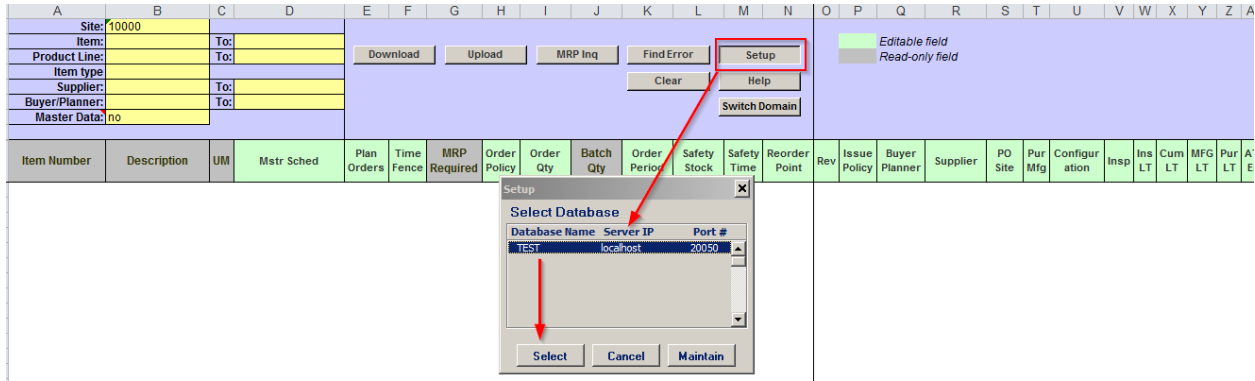 A B C D E F G H I J K L M N O P Q R S T U V W X Y Z
Site: 10000
Item: To:
Product Line: To:
Item type
Supplier: To:
Buyer/Planner: To:
Master Data: no
Download Upload MRP Inq Find Error Setup
Clear Help
Switch Domain
Editable field
Read-only field
Item Number
Description
UM
Mstr Sched
Plan
Orders
Time
Fence
MRP
Required
Order
Policy
Order
Qty
Batch
Qty
Order
Period
Safety
Stock
Safety
Time
Reorder
Point
Rev
Issue
Policy
Buyer
Planner
Supplier
PO
Site
Pur
Mfg
Configur
ation
Insp
Ins
LT
Cum
LT
MFG
LT
Pur
LT
Setup
Select Database
Database Name Server IP Port #
TEST localhost 20050
Select Cancel Maintain